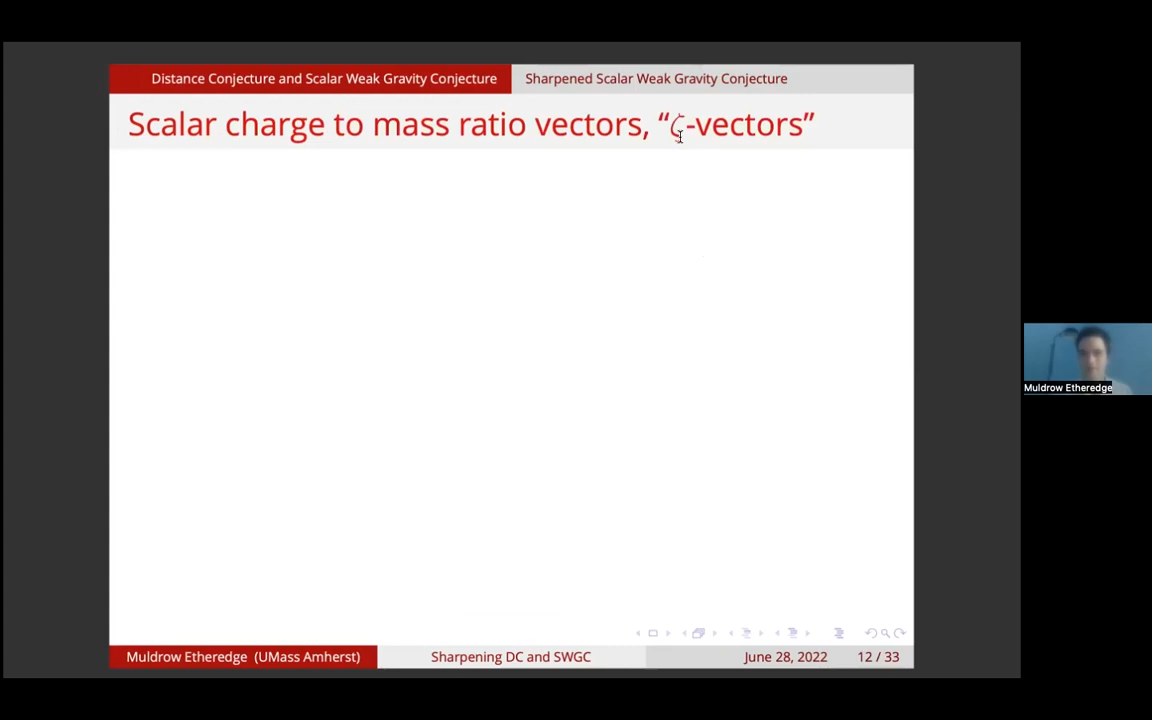 Distance Conjecture and Scalar Weak Gravity Conjecture Sharpened Scalar Weak Gravity Conjecture
Scalar charge to mass ratio vectors, “ζ-vectors”
Muldrow Etheredge
Muldrow Etheredge (UMass Amherst) Sharpening DC and SWGC June 28, 2022 12 / 33